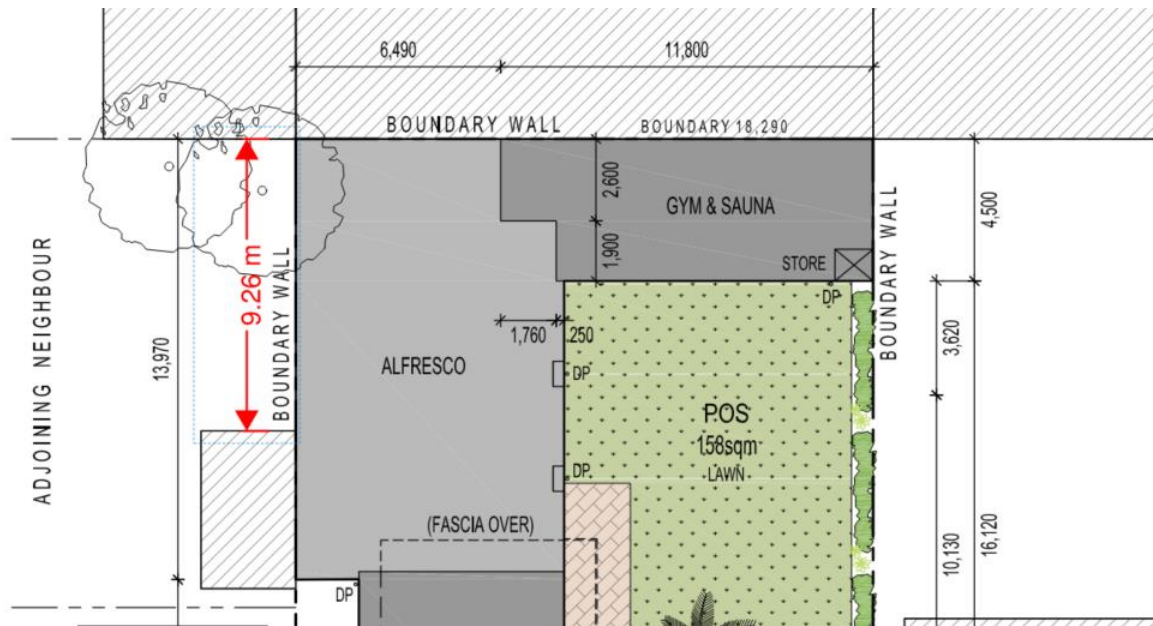 6,490
11,800
BOUNDARY WALL
BOUNDARY 18,290
2,600
GYM & SAUNA
4,500
BOUNDARY WALL
1,900
STORE
DP
9.26 m
BOUNDARY WALL
ADJOINING NEIGHBOUR
13,970
1,760
250
3,620
ALFRESCO
DP
POS
158sqm
LAWN
DP
(FASCIA OVER)
10,130
16,120
DP